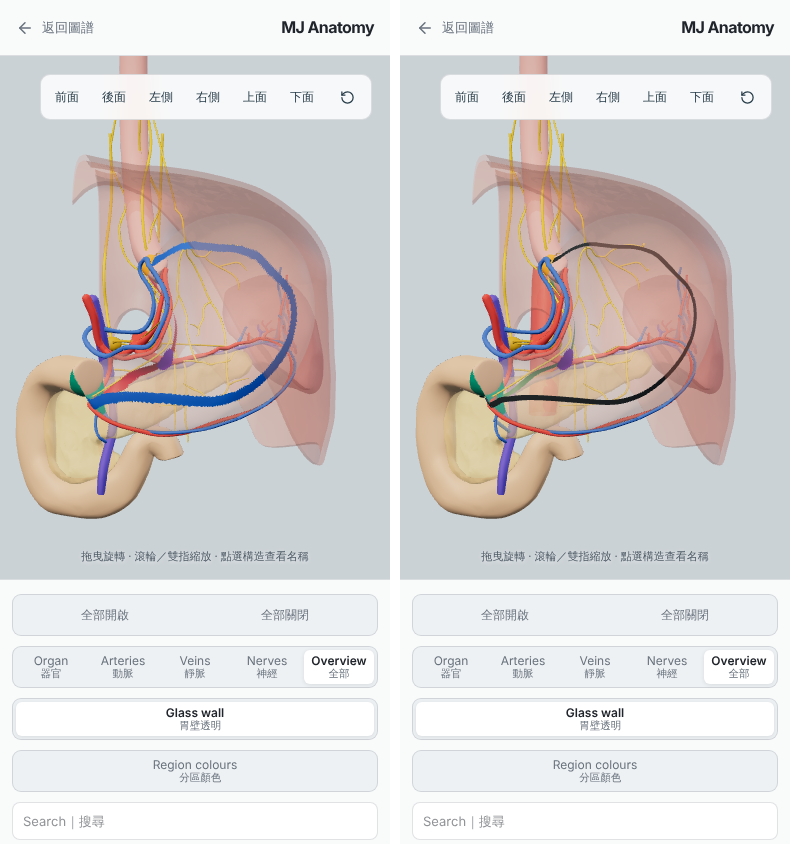 返回圖譜
MJ Anatomy
前面 後面 左側 右側 上面 下面
拖曳旋轉 · 滾輪／雙指縮放 · 點選構造查看名稱
全部開啟 全部關閉
Organ Arteries Veins Nerves Overview
器官 動脈 靜脈 神經 全部
Glass wall
胃壁透明
Region colours
分區顏色
Search｜搜尋
返回圖譜
MJ Anatomy
前面 後面 左側 右側 上面 下面
拖曳旋轉 · 滾輪／雙指縮放 · 點選構造查看名稱
全部開啟 全部關閉
Organ Arteries Veins Nerves Overview
器官 動脈 靜脈 神經 全部
Glass wall
胃壁透明
Region colours
分區顏色
Search｜搜尋